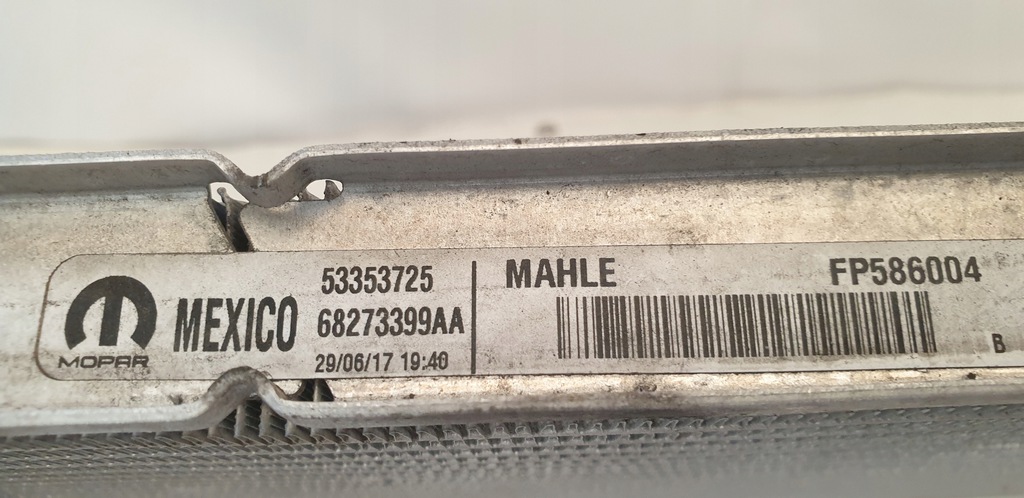 MOPAR
MEXICO
53353725
68273399AA
29/06/17 19:40
MAHLE
FP586004
B